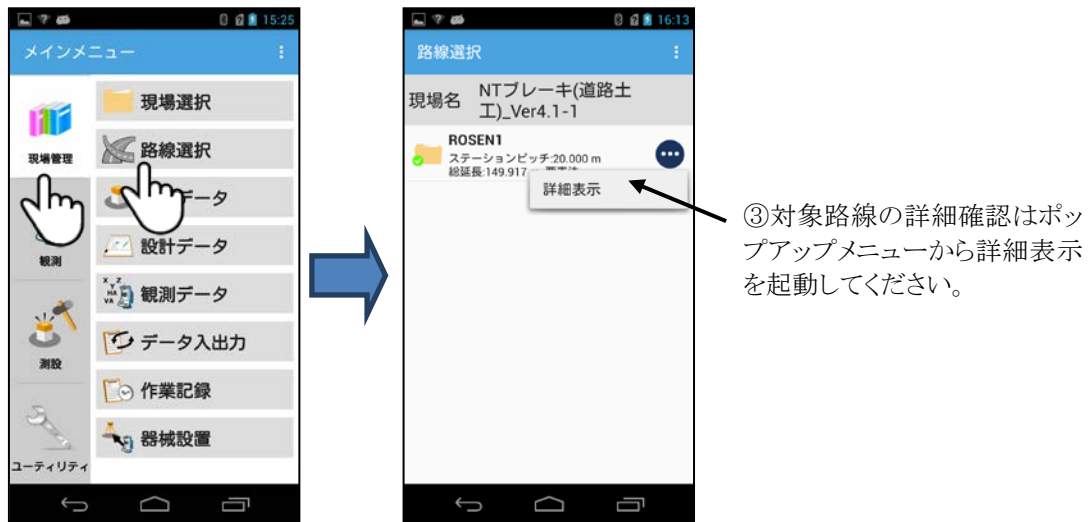 15:25
メインメニュー
現場管理
観測
測設
ユーティリティ
現場選択
路線選択
データ
設計データ
X Y Z
HA
VA
観測データ
データ入出力
作業記録
器械設置
16:13
路線選択
現場名
NTブレーキ(道路土
工)_Ver4.1-1
ROSEN1
ステーションピッチ:20.000 m
総延長:149.917
詳細表示
③対象路線の詳細確認はポッ
プアップメニューから詳細表示
を起動してください。